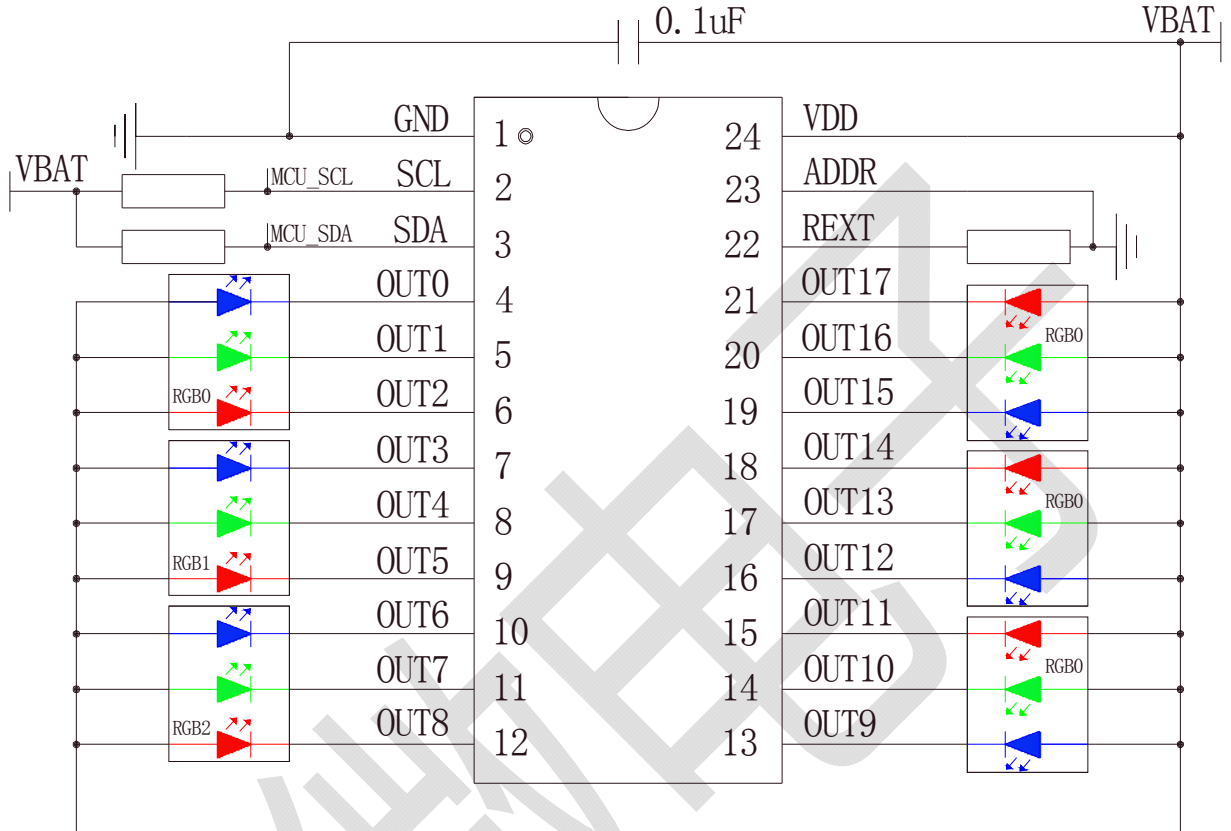 0.1uF
VBAT
GND 1 24 VDD
VBAT MCU_SCL SCL 2 23 ADDR
MCU_SDA SDA 3 22 REXT
OUT0 4 21 OUT17
OUT1 5 20 OUT16 RGB0
RGB0 OUT2 6 19 OUT15
OUT3 7 18 OUT14
OUT4 8 17 OUT13 RGB0
RGB1 OUT5 9 16 OUT12
OUT6 10 15 OUT11
OUT7 11 14 OUT10 RGB0
RGB2 OUT8 12 13 OUT9
电子